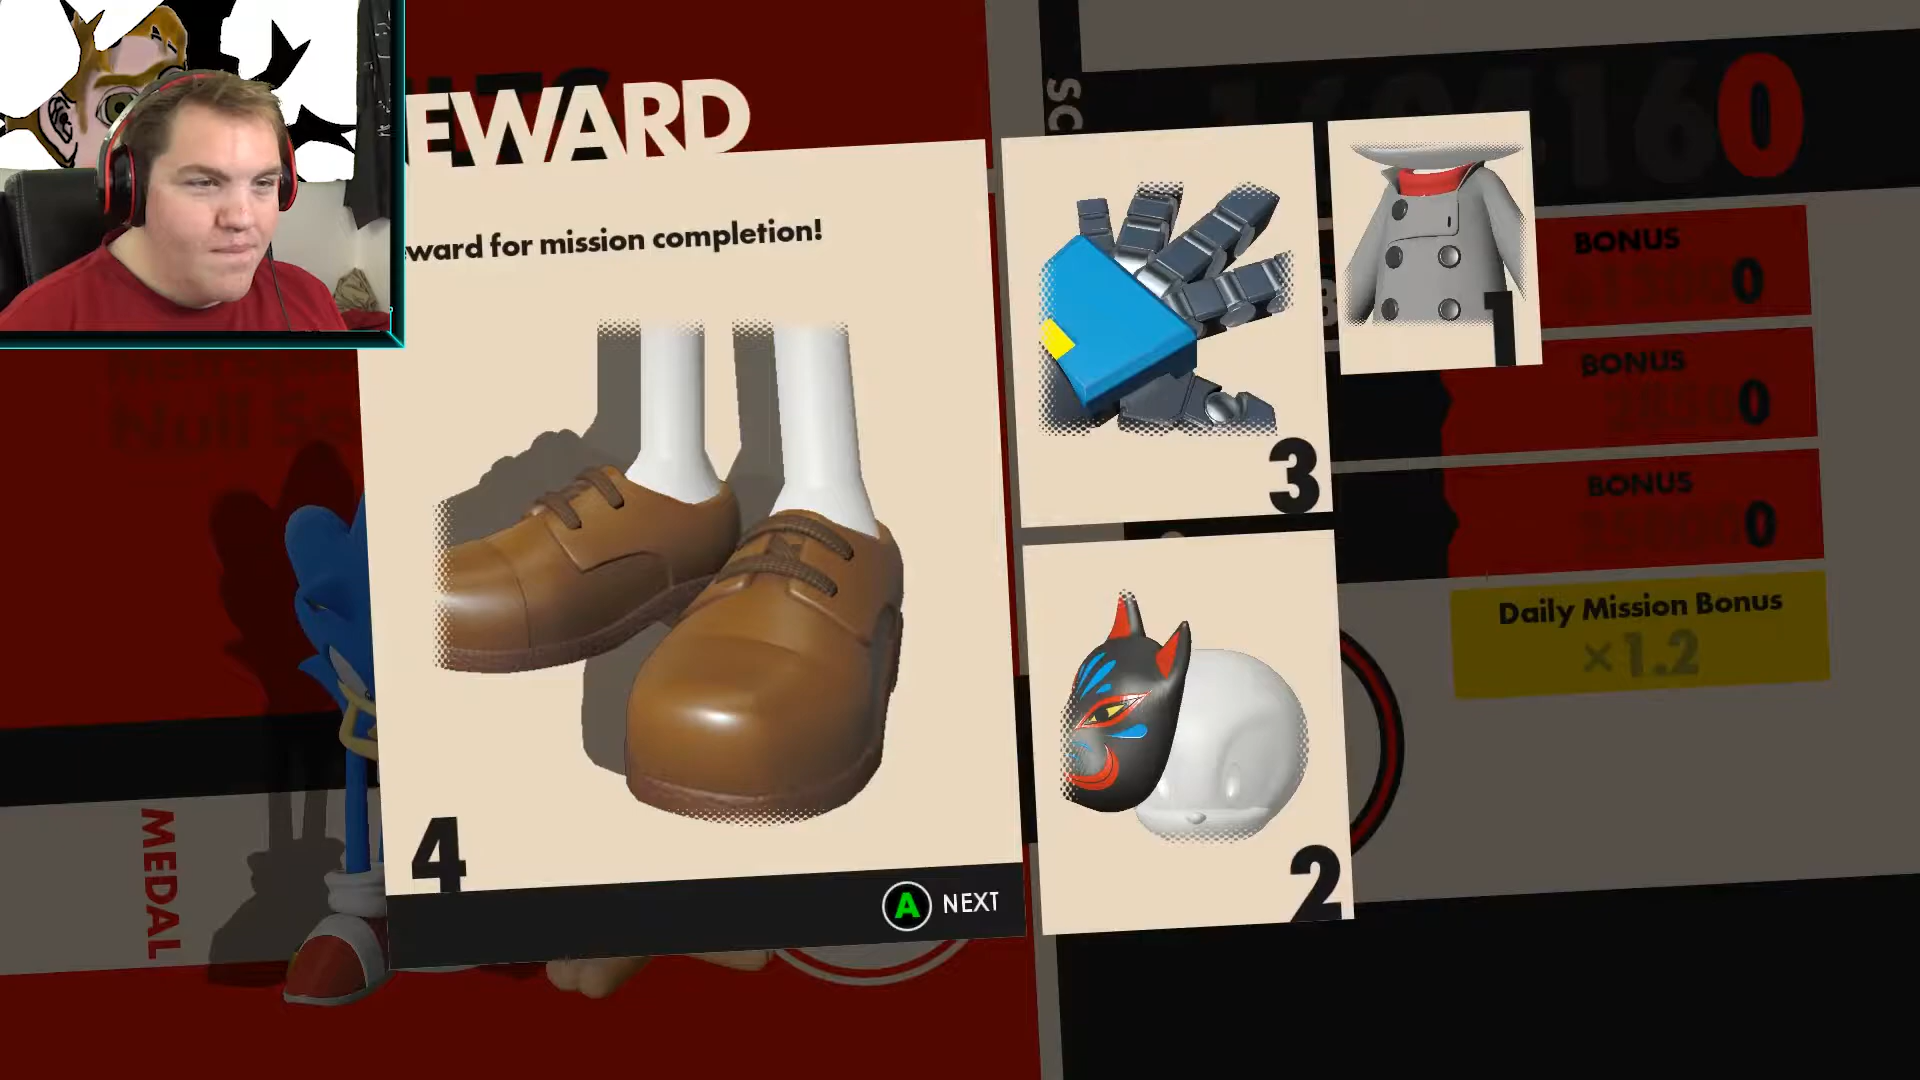 EWARD
ward for mission completion!
4
A NEXT
3
2
1
SC
0
BONUS
0
BONUS
0
BONUS
0
Daily Mission Bonus
×1.2
MEDAL